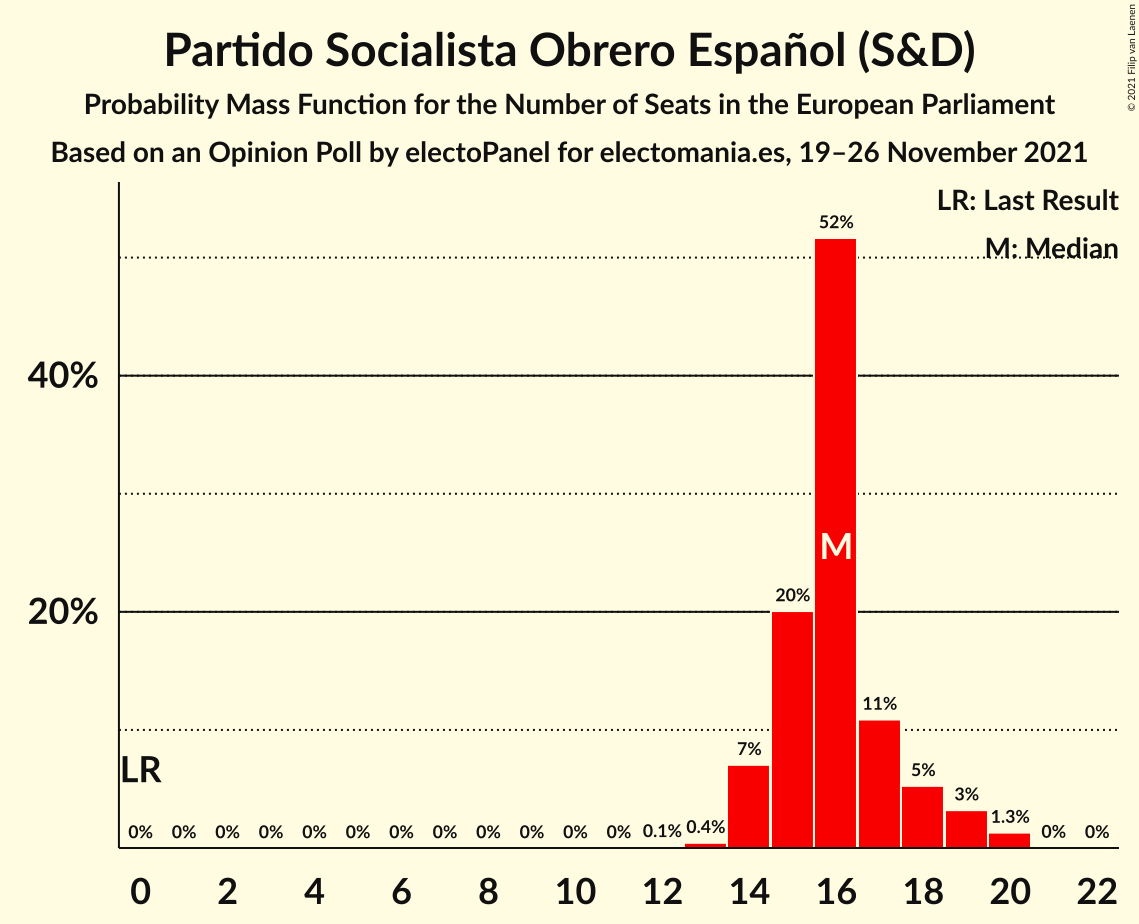 Partido Socialista Obrero Español (S&D)
Probability Mass Function for the Number of Seats in the European Parliament
Based on an Opinion Poll by electoPanel for electomania.es, 19–26 November 2021
© 2021 Filip van Laenen
LR: Last Result
M: Median
52%
40%
M
20%
20%
11%
7%
LR
5%
3%
0% 0% 0% 0% 0% 0% 0% 0% 0% 0% 0% 0% 0.1% 0.4% 1.3% 0% 0%
0 2 4 6 8 10 12 14 16 18 20 22